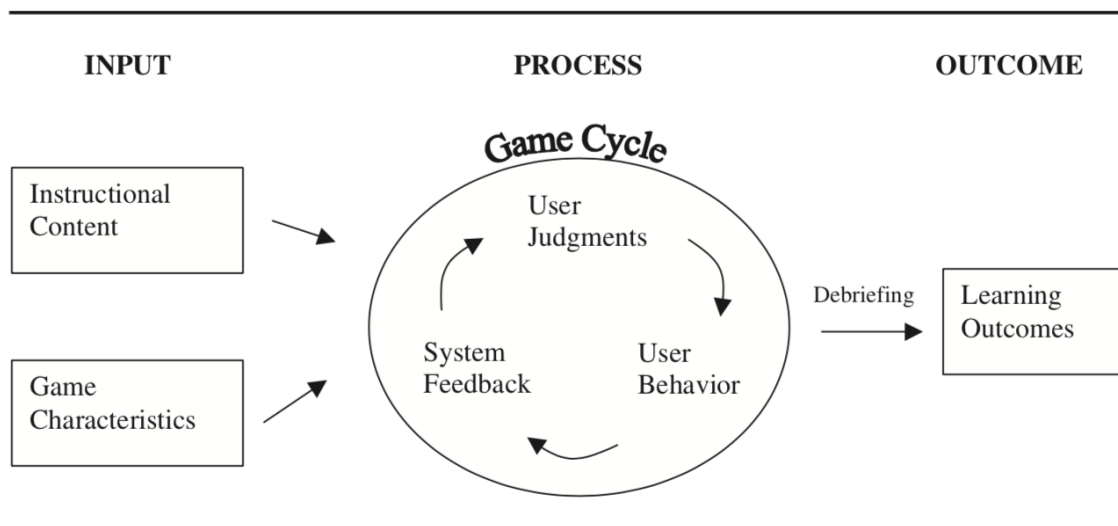 INPUT
PROCESS
OUTCOME
Game Cycle
Instructional
Content
Game
Characteristics
User
Judgments
System
Feedback
User
Behavior
Debriefing
Learning
Outcomes